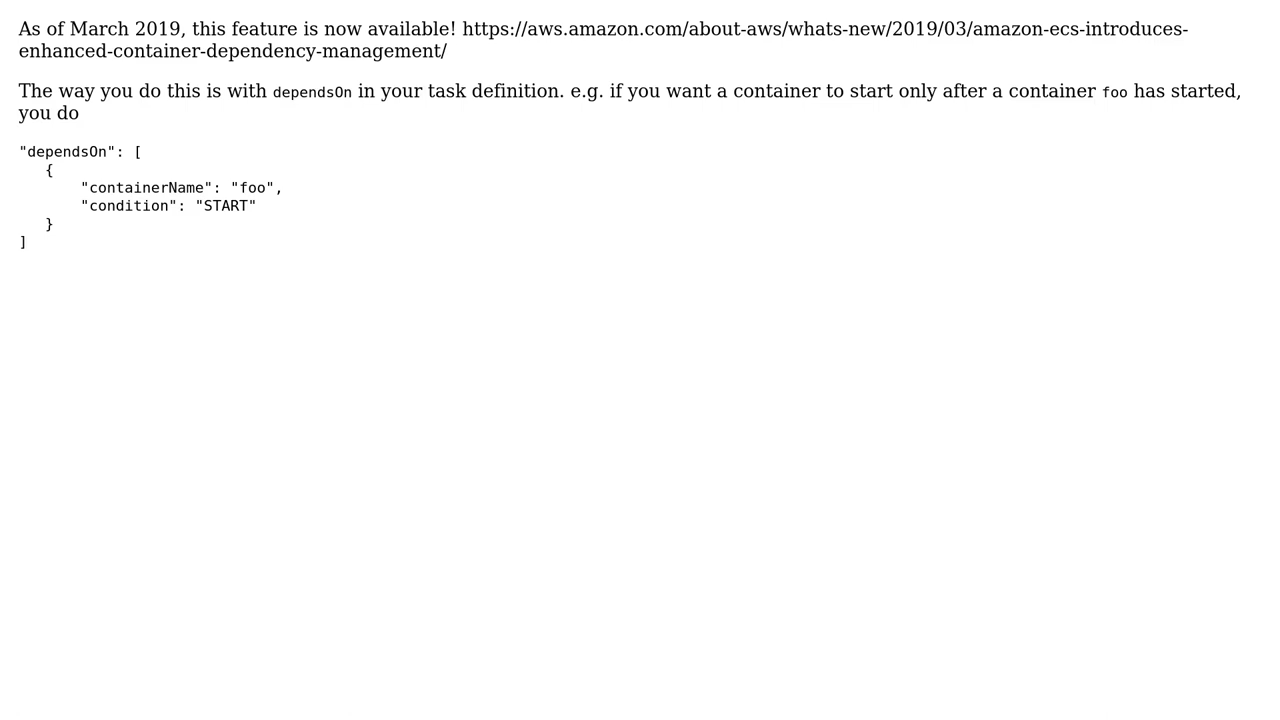 As of March 2019, this feature is now available! https://aws.amazon.com/about-aws/whats-new/2019/03/amazon-ecs-introduces-
enhanced-container-dependency-management/
The way you do this is with dependsOn in your task definition. e.g. if you want a container to start only after a container foo has started,
you do
"dependsOn": [
   {
       "containerName": "foo",
       "condition": "START"
   }
]